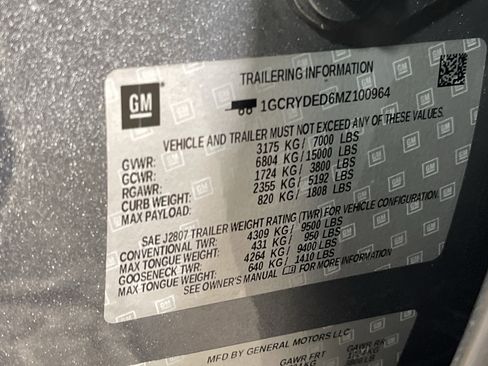 TRAILERING INFORMATION
GM
1GCRYDED6MZ100964
VEHICLE AND TRAILER MUST NOT EXCEED ANY OF THESE VALUES.
GVWR: 3175 KG/ 7000 LBS
GCWR: 6804 KG/ 15000 LBS
RGAWR: 1724 KG/ 3800 LBS
CURB WEIGHT: 2355 KG/ 5192 LBS
MAX PAYLOAD: 820 KG/ 1808 LBS
SAE J2807 TRAILER WEIGHT RATING (TWR) FOR VEHICLE CONFIGURATION
CONVENTIONAL TWR: 4309 KG/ 9500 LBS
MAX TONGUE WEIGHT: 431 KG/ 950 LBS
GOOSENECK TWR: 4264 KG/ 9400 LBS
MAX TONGUE WEIGHT: 640 KG/ 1410 LBS
SEE OWNER'S MANUAL FOR MORE INFORMATION
MFD BY GENERAL MOTORS LLC
GAWR FRT
GAWR RR